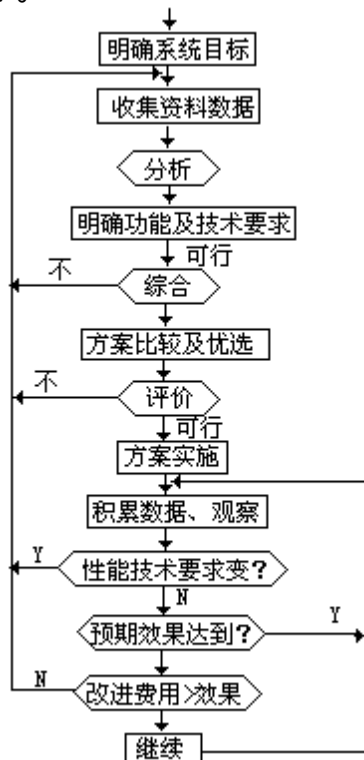 明确系统目标
收集资料数据
分析
明确功能及技术要求
可行
不
综合
方案比较及优选
不
评价
可行
方案实施
积累数据、观察
Y
性能技术要求变?
N
预期效果达到?
Y
N
改进费用>效果
继续